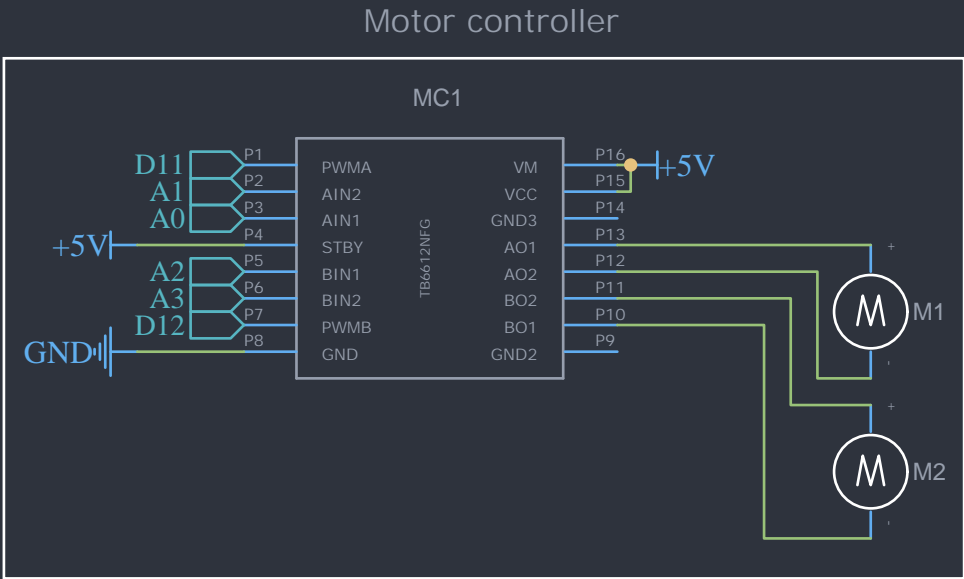 Motor controller
MC1
D11 P1 PWMA VM P16 +5V
A1 P2 AIN2 VCC P15
A0 P3 AIN1 GND3 P14
+5V P4 STBY AO1 P13 +
A2 P5 BIN1 AO2 P12
A3 P6 BIN2 BO2 P11 M M1
D12 P7 PWMB BO1 P10
GND P8 GND GND2 P9 -
TB6612NFG
+
M M2
-